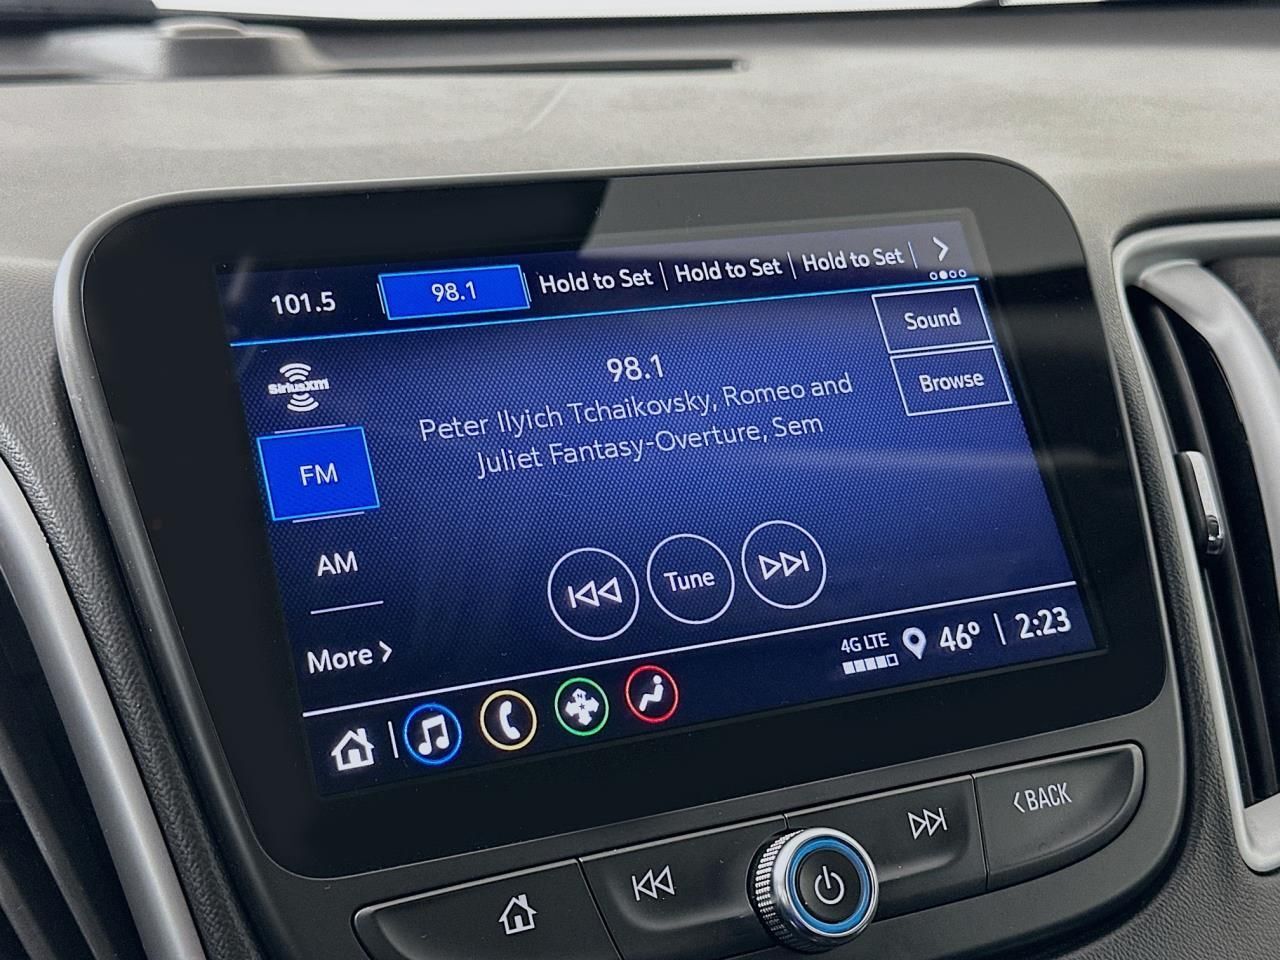 101.5
98.1
Hold to Set
Hold to Set
Hold to Set
SiriusXM
98.1
Sound
Peter Ilyich Tchaikovsky, Romeo and
Juliet Fantasy-Overture, Sem
Browse
FM
AM
Tune
More
4G LTE
46°
2:23
N
BACK